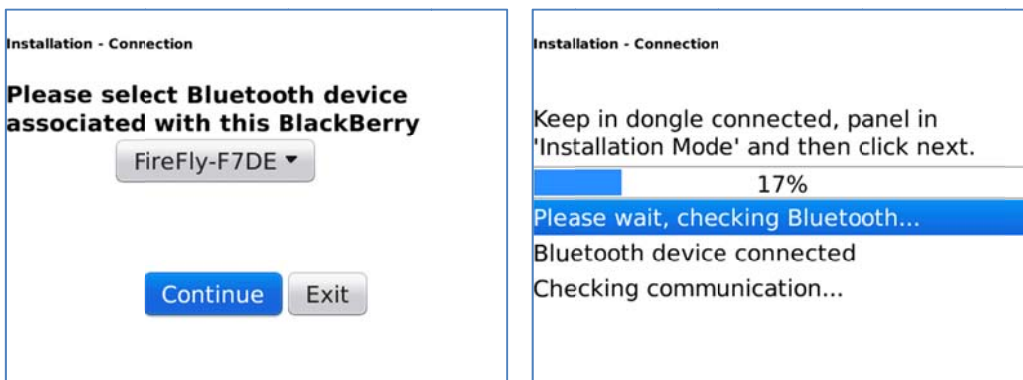 Installation - Connection
Please select Bluetooth device
associated with this BlackBerry
FireFly-F7DE
Continue
Exit
Installation - Connection
Keep in dongle connected, panel in
'Installation Mode' and then click next.
17%
Please wait, checking Bluetooth...
Bluetooth device connected
Checking communication...